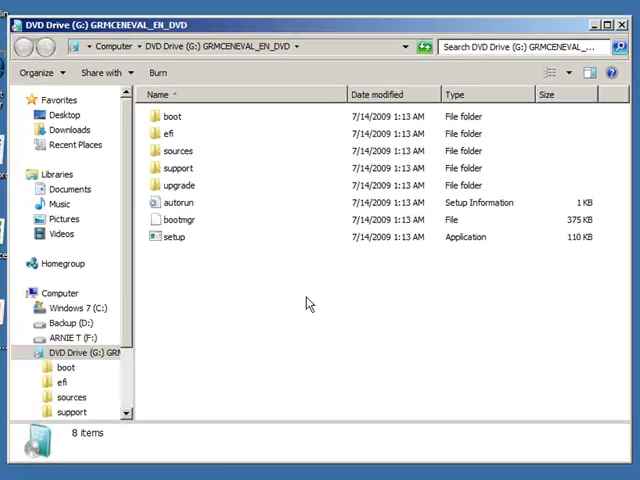 DVD Drive (G:) GRMCENEVAL_EN_DVD
Computer DVD Drive (G:) GRMCENEVAL_EN_DVD
Search DVD Drive (G:) GRMCENEVAL_...
Organize Share with Burn
Name Date modified Type Size
Favorites
Desktop
Downloads
Recent Places
Libraries
Documents
Music
Pictures
Videos
Homegroup
Computer
Windows 7 (C:)
Backup (D:)
ARNIE T (F:)
DVD Drive (G:) GRM
boot
efi
sources
support
boot 7/14/2009 1:13 AM File folder
efi 7/14/2009 1:13 AM File folder
sources 7/14/2009 1:13 AM File folder
support 7/14/2009 1:13 AM File folder
upgrade 7/14/2009 1:13 AM File folder
autorun 7/14/2009 1:13 AM Setup Information 1 KB
bootmgr 7/14/2009 1:13 AM File 375 KB
setup 7/14/2009 1:13 AM Application 110 KB
8 items